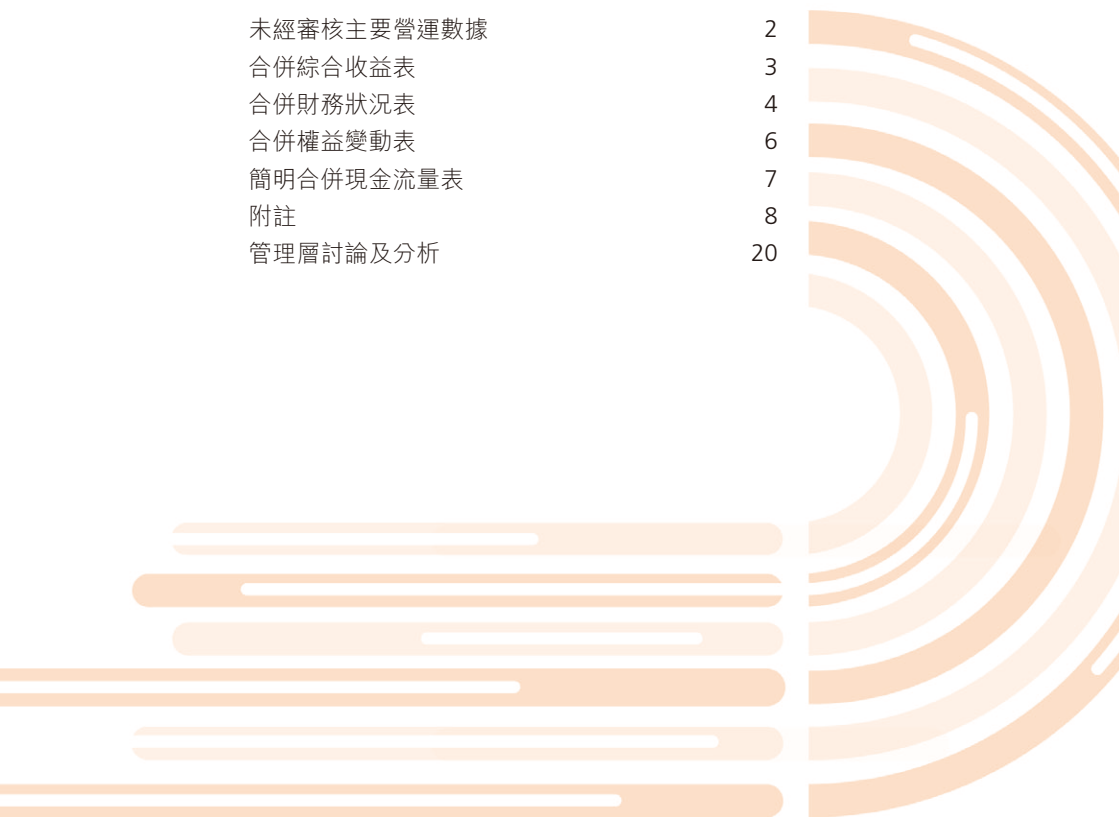 未經審核主要營運數據 2
合併綜合收益表 3
合併財務狀況表 4
合併權益變動表 6
簡明合併現金流量表 7
附註 8
管理層討論及分析 20